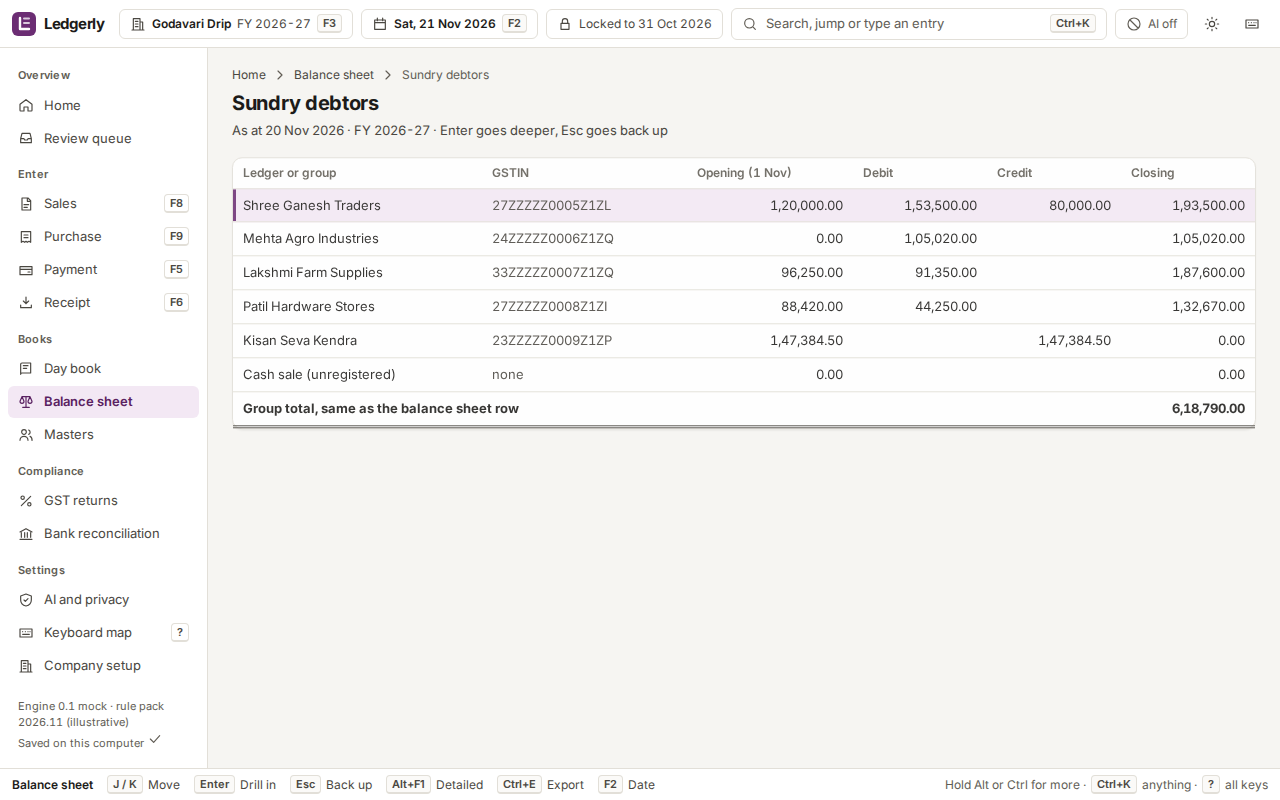 Ledgerly
Godavari Drip FY 2026-27 F3
Sat, 21 Nov 2026 F2
Locked to 31 Oct 2026
Search, jump or type an entry Ctrl+K
AI off
Overview
Home
Review queue
Enter
Sales F8
Purchase F9
Payment F5
Receipt F6
Books
Day book
Balance sheet
Masters
Compliance
GST returns
Bank reconciliation
Settings
AI and privacy
Keyboard map ?
Company setup
Engine 0.1 mock · rule pack
2026.11 (illustrative)
Saved on this computer
Home > Balance sheet > Sundry debtors
Sundry debtors
As at 20 Nov 2026 · FY 2026-27 · Enter goes deeper, Esc goes back up
Ledger or group GSTIN Opening (1 Nov) Debit Credit Closing
Shree Ganesh Traders 27ZZZZZ0005Z1ZL 1,20,000.00 1,53,500.00 80,000.00 1,93,500.00
Mehta Agro Industries 24ZZZZZ0006Z1ZQ 0.00 1,05,020.00 1,05,020.00
Lakshmi Farm Supplies 33ZZZZZ0007Z1ZQ 96,250.00 91,350.00 1,87,600.00
Patil Hardware Stores 27ZZZZZ0008Z1ZI 88,420.00 44,250.00 1,32,670.00
Kisan Seva Kendra 23ZZZZZ0009Z1ZP 1,47,384.50 1,47,384.50 0.00
Cash sale (unregistered) none 0.00 0.00
Group total, same as the balance sheet row 6,18,790.00
Balance sheet J / K Move Enter Drill in Esc Back up Alt+F1 Detailed Ctrl+E Export F2 Date
Hold Alt or Ctrl for more · Ctrl+K anything · ? all keys